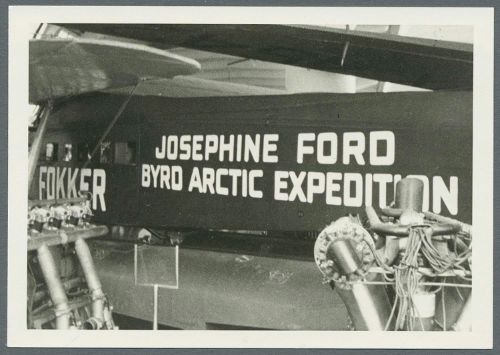 JOSEPHINE FORD
BYRD ARCTIC EXPEDITION
FOKKER